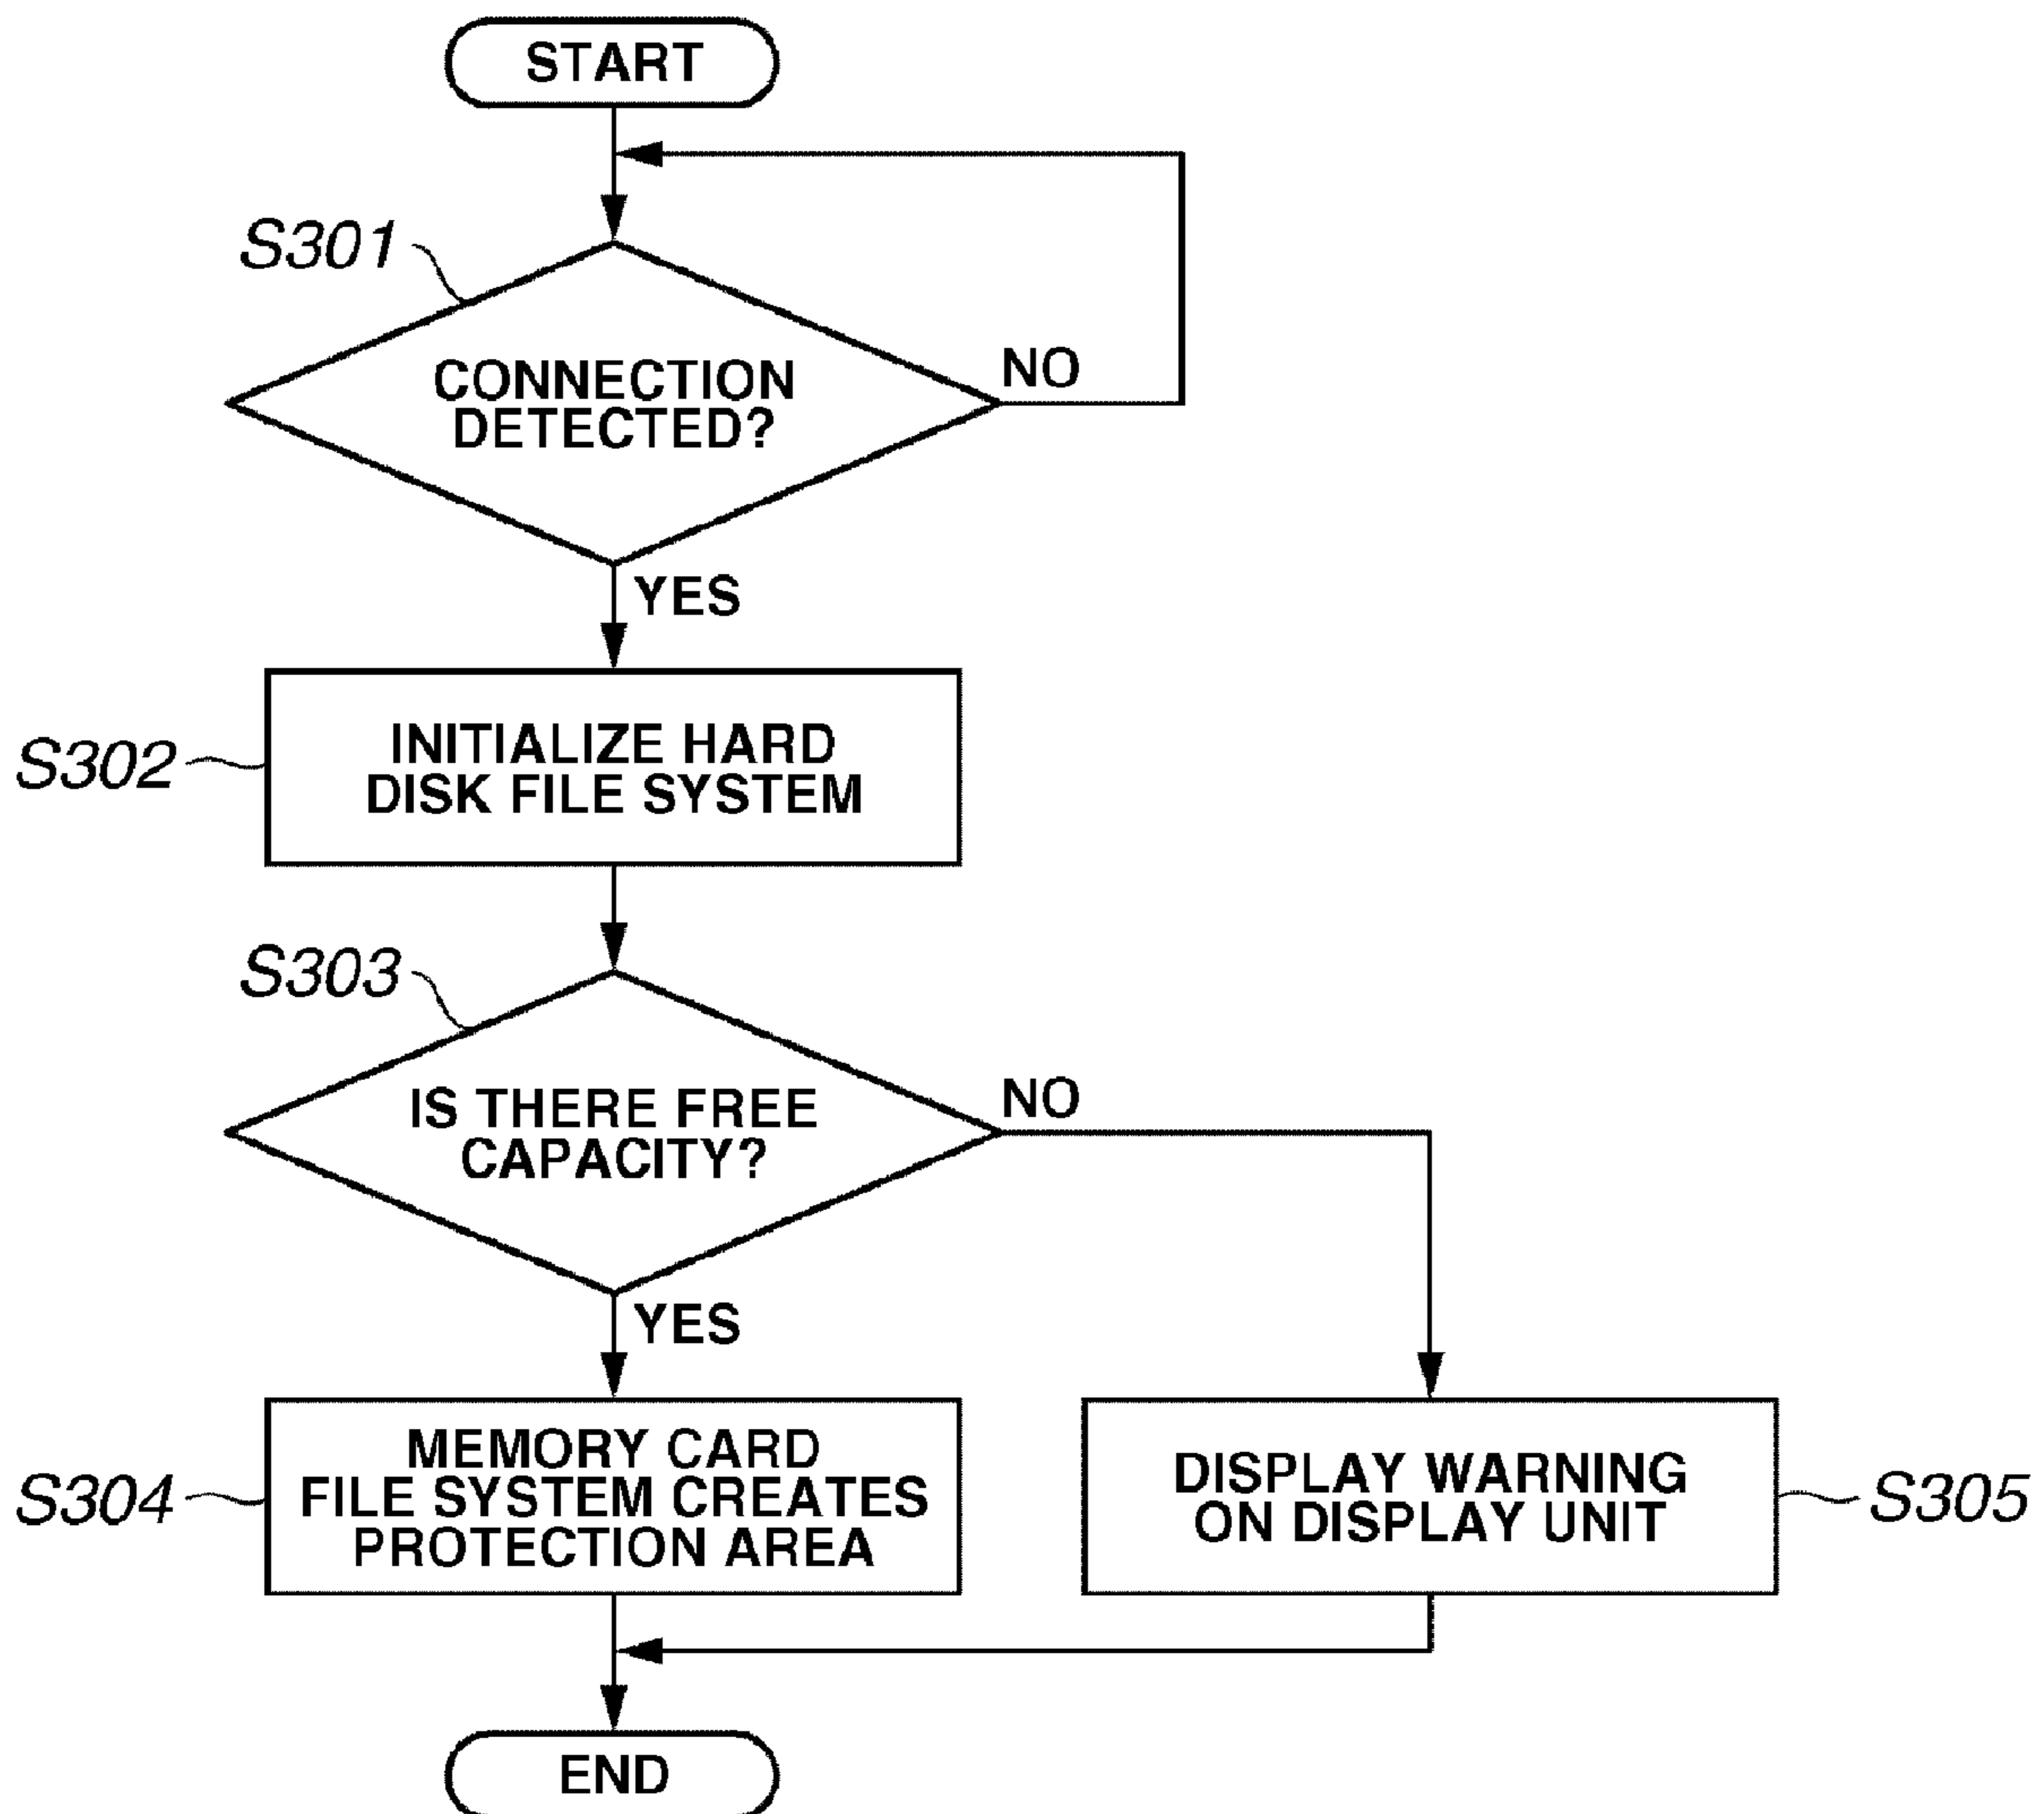 START
S301
CONNECTION
DETECTED?
NO
YES
S302
INITIALIZE HARD
DISK FILE SYSTEM
S303
IS THERE FREE
CAPACITY?
NO
YES
S304
MEMORY CARD
FILE SYSTEM CREATES
PROTECTION AREA
DISPLAY WARNING
ON DISPLAY UNIT
S305
END